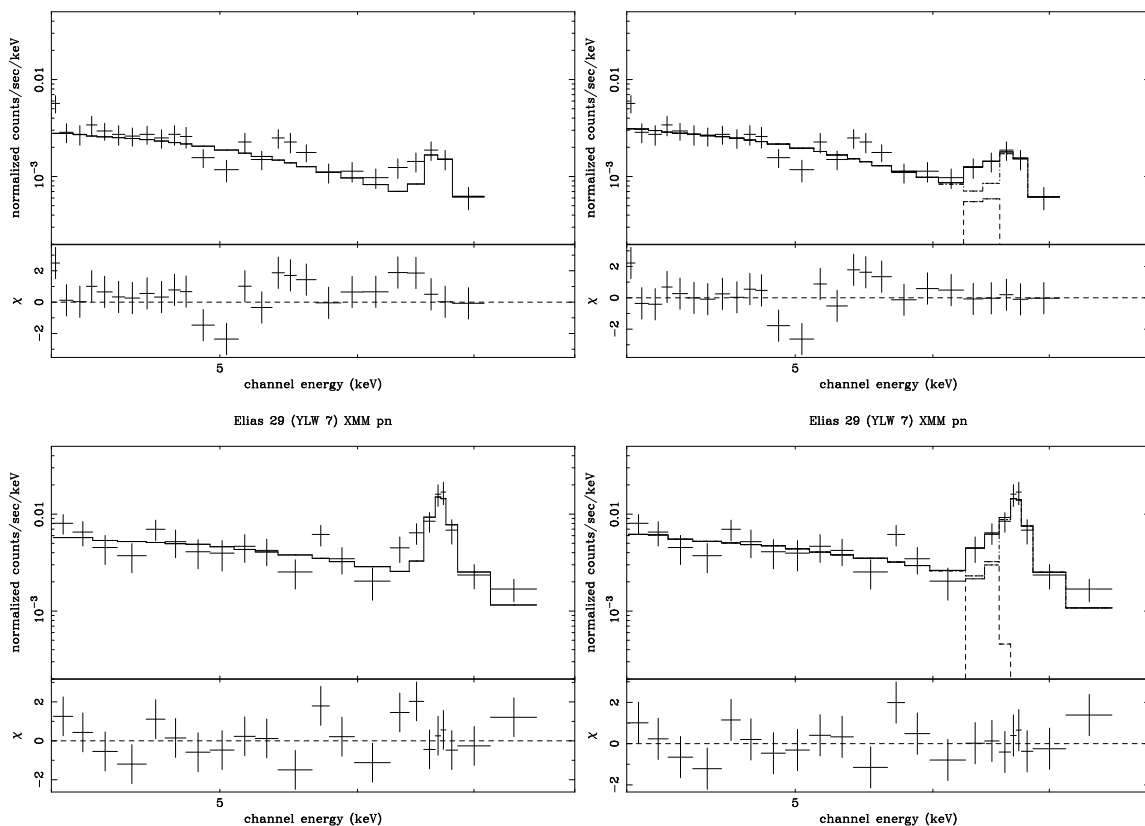 normalized counts/sec/keV
0.01
10⁻³
χ
2
0
−2
5
channel energy (keV)
normalized counts/sec/keV
0.01
10⁻³
χ
2
0
−2
5
channel energy (keV)
Elias 29 (YLW 7) XMM pn
normalized counts/sec/keV
0.01
10⁻³
χ
2
0
−2
5
channel energy (keV)
Elias 29 (YLW 7) XMM pn
normalized counts/sec/keV
0.01
10⁻³
χ
2
0
−2
5
channel energy (keV)